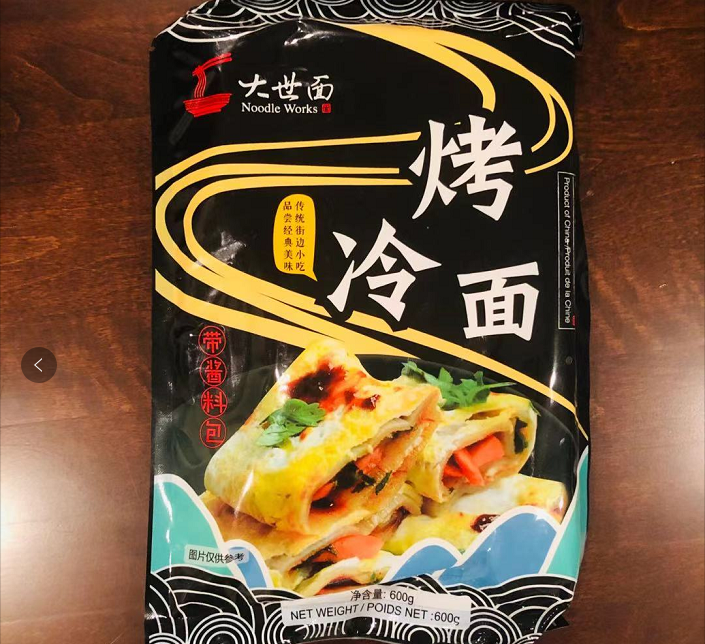 大世面
Noodle Works
烤
冷面
传统街边小吃
品尝经典美味
Product of China/Produit de la Chine
带酱料包
图片仅供参考
净含量: 600g
NET WEIGHT / POIDS NET :600g